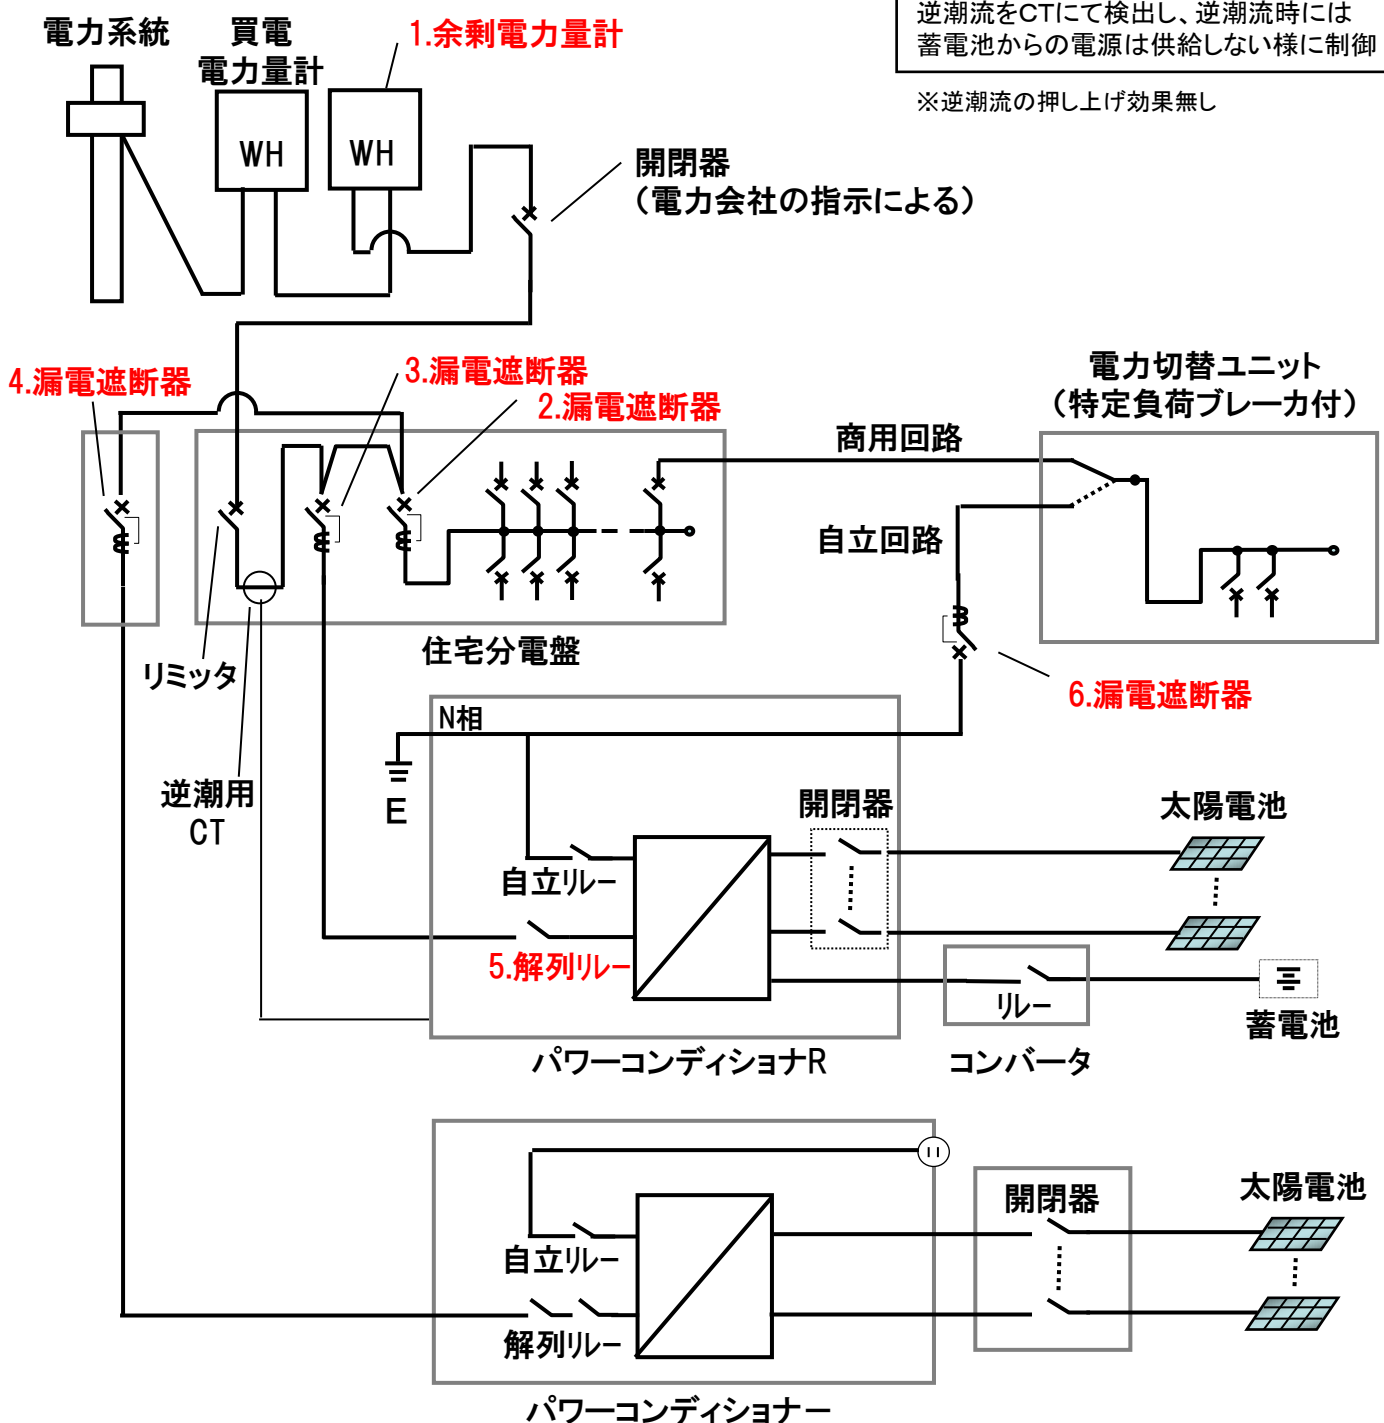 逆潮流をCTにて検出し、逆潮流時には
蓄電池からの電源は供給しない様に制御
※逆潮流の押し上げ効果無し
電力系統
買電
電力量計
1.余剰電力量計
WH
WH
開閉器
（電力会社の指示による）
4.漏電遮断器
3.漏電遮断器
2.漏電遮断器
電力切替ユニット
（特定負荷ブレーカ付）
商用回路
自立回路
リミッタ
住宅分電盤
6.漏電遮断器
N相
E
逆潮用
CT
開閉器
太陽電池
自立リレー
5.解列リレー
リレー
蓄電池
パワーコンディショナR
コンバータ
開閉器
太陽電池
自立リレー
解列リレー
パワーコンディショナー